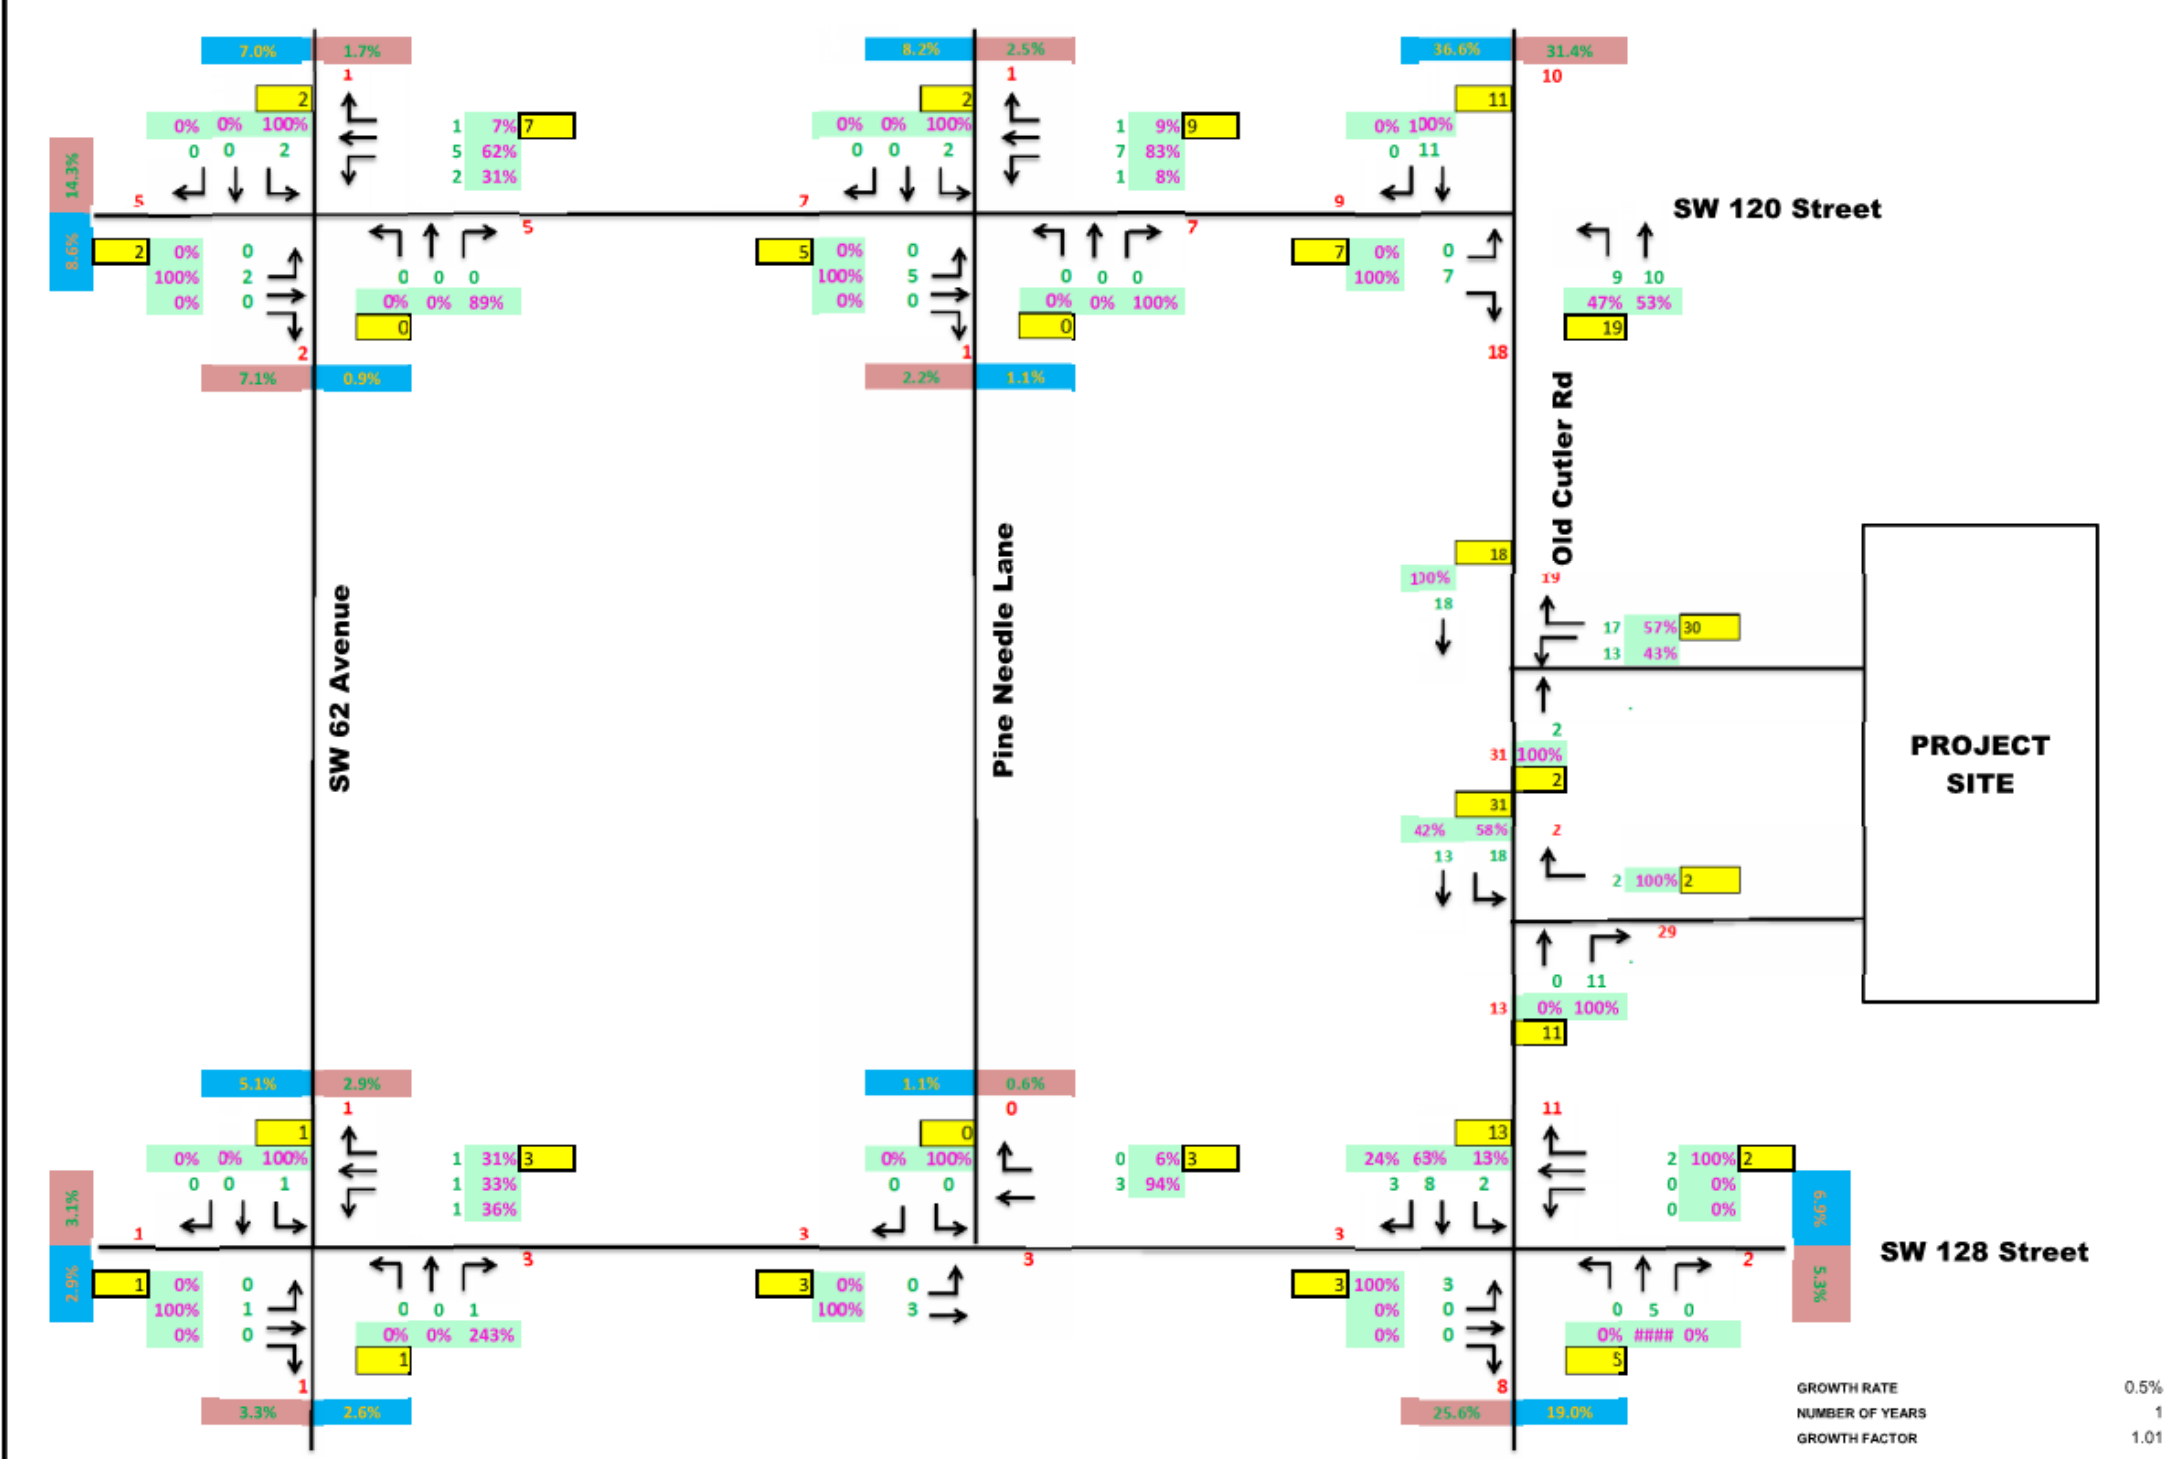 7.0% 1.7% 8.2% 2.5% 36.6% 31.4%
1 1 10
2 2 11
0% 0% 100% 1 7% 7 0% 0% 100% 1 9% 9 0% 100%
0 0 2 5 62% 0 0 2 7 83% 0 11
2 31% 1 8%
14.3%
5 7 9
SW 120 Street
5 7
8.6%
2 0% 0 5 0% 0 7 0% 0
100% 2 0 0 0 100% 5 0 0 0 100% 7 9 10
0% 0 0% 0% 89% 0% 0 0% 0% 100% 47% 53%
0 0 19
2 1 18
7.1% 0.9% 2.2% 1.1%
Old Cutler Rd
18
100% 19
18
17 57% 30
13 43%
SW 62 Avenue
Pine Needle Lane
2
31 100%
2
PROJECT
SITE
31
42% 58% 2
13 18
2 100% 2
29
0 11
13 0% 100%
11
5.1% 2.9% 1.1% 0.6%
1 0 11
1 0 13
0% 0% 100% 1 31% 3 0% 100% 0 6% 3 24% 63% 13% 2 100% 2
0 0 1 1 33% 0 0 3 94% 3 8 2 0 0%
1 36% 0 0%
3.1% 6.9%
1 3 3
SW 128 Street
3 3 2
2.9% 5.3%
1 0% 0 3 0% 0 3 100% 3
100% 1 0 0 1 100% 3 0% 0 0 5 0
0% 0 0% 0% 243% 0% 0 0% #### 0%
1 5
1 8
3.3% 2.6% 25.6% 19.0%
GROWTH RATE 0.5%
NUMBER OF YEARS 1
GROWTH FACTOR 1.01